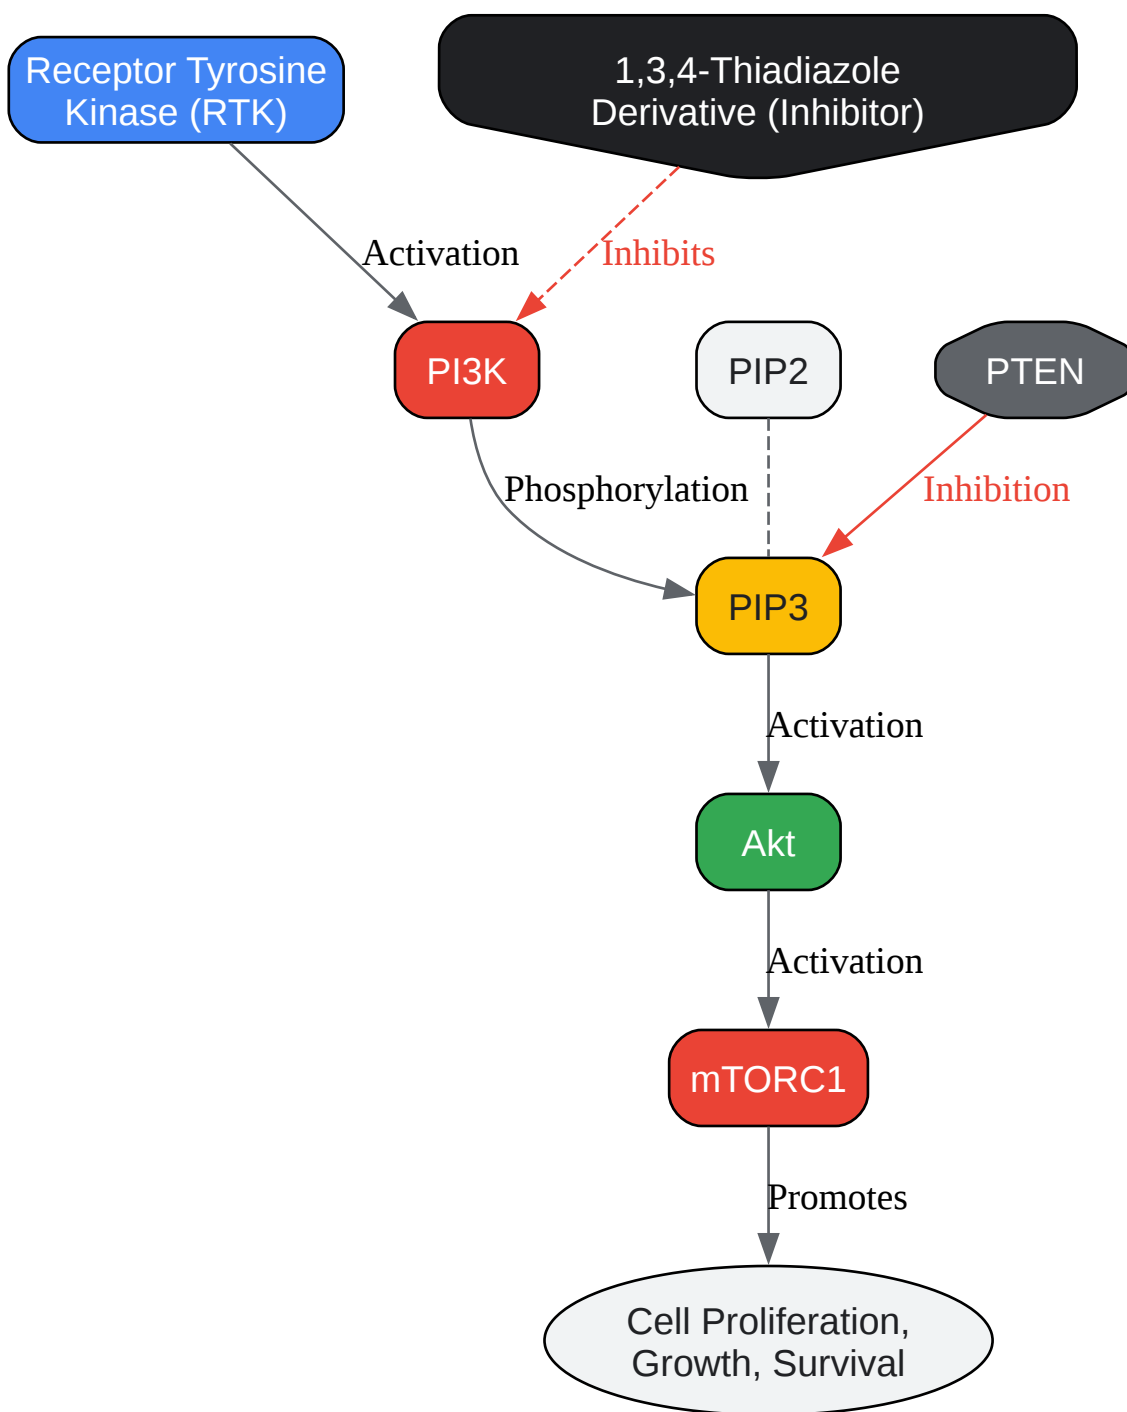 Receptor Tyrosine
Kinase (RTK)
1,3,4-Thiadiazole
Derivative (Inhibitor)
Activation
Inhibits
PI3K
PIP2
PTEN
Phosphorylation
Inhibition
PIP3
Activation
Akt
Activation
mTORC1
Promotes
Cell Proliferation,
Growth, Survival